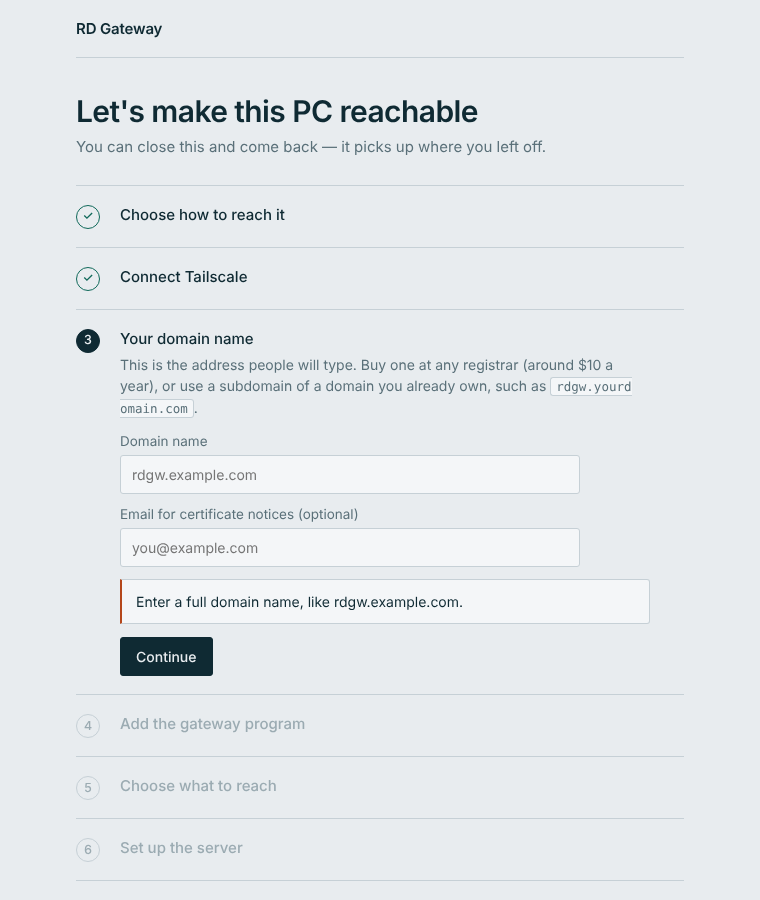 RD Gateway
Let's make this PC reachable
You can close this and come back — it picks up where you left off.
Choose how to reach it
Connect Tailscale
3 Your domain name
This is the address people will type. Buy one at any registrar (around $10 a
year), or use a subdomain of a domain you already own, such as rdgw.yourd
omain.com.
Domain name
rdgw.example.com
Email for certificate notices (optional)
you@example.com
Enter a full domain name, like rdgw.example.com.
Continue
4 Add the gateway program
5 Choose what to reach
6 Set up the server